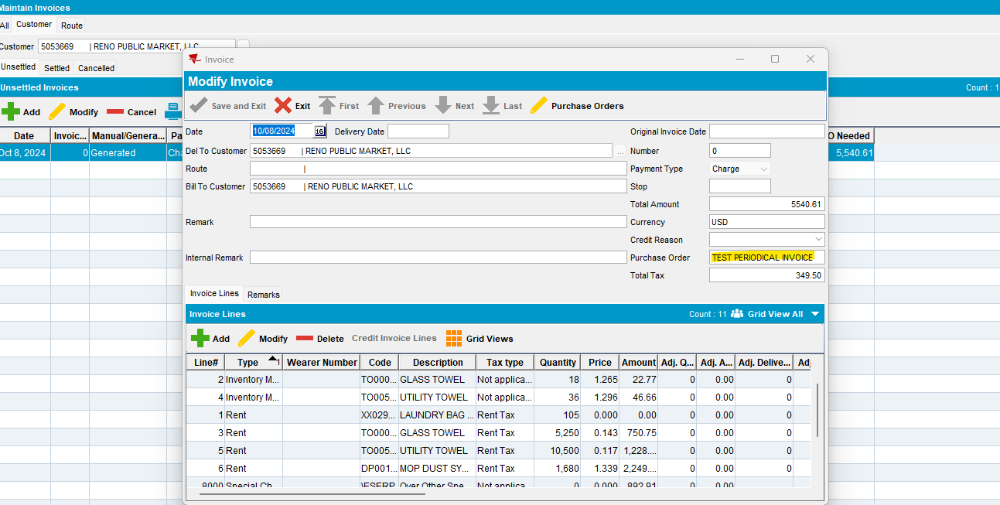 Maintain Invoices
All Customer Route
Customer 5053669 | RENO PUBLIC MARKET, LLC
Unsettled Settled Cancelled
Unsettled Invoices Count : 1
Add Modify Cancel
Date Invoic... Manual/Genera... Pa O Needed
Oct 8, 2024 0 Generated Cha 5,540.61
Invoice
Modify Invoice
Save and Exit Exit First Previous Next Last Purchase Orders
Date 10/08/2024 16 Delivery Date Original Invoice Date
Del To Customer 5053669 | RENO PUBLIC MARKET, LLC ... Number 0
Route | Payment Type Charge
Bill To Customer 5053669 | RENO PUBLIC MARKET, LLC Stop
Total Amount 5540.61
Remark Currency USD
Credit Reason
Internal Remark Purchase Order TEST PERIODICAL INVOICE
Total Tax 349.50
Invoice Lines Remarks
Invoice Lines Count : 11 Grid View All
Add Modify Delete Credit Invoice Lines Grid Views
Line# Type 1 Wearer Number Code Description Tax type Quantity Price Amount Adj. Q... Adj. A... Adj. Delive... Adj
2 Inventory M... TO000... GLASS TOWEL Not applica... 18 1.265 22.77 0 0.00 0
4 Inventory M... TO005... UTILITY TOWEL Not applica... 36 1.296 46.66 0 0.00 0
1 Rent XX029... LAUNDRY BAG ... Rent Tax 105 0.000 0.00 0 0.00 0
3 Rent TO000... GLASS TOWEL Rent Tax 5,250 0.143 750.75 0 0.00 0
5 Rent TO005... UTILITY TOWEL Rent Tax 10,500 0.117 1,228.... 0 0.00 0
6 Rent DP001... MOP DUST SY... Rent Tax 1,680 1.339 2,249.... 0 0.00 0
8000 Special Ch Over Other Spe Not applica 0 0.000 892.91 0 0.00 0